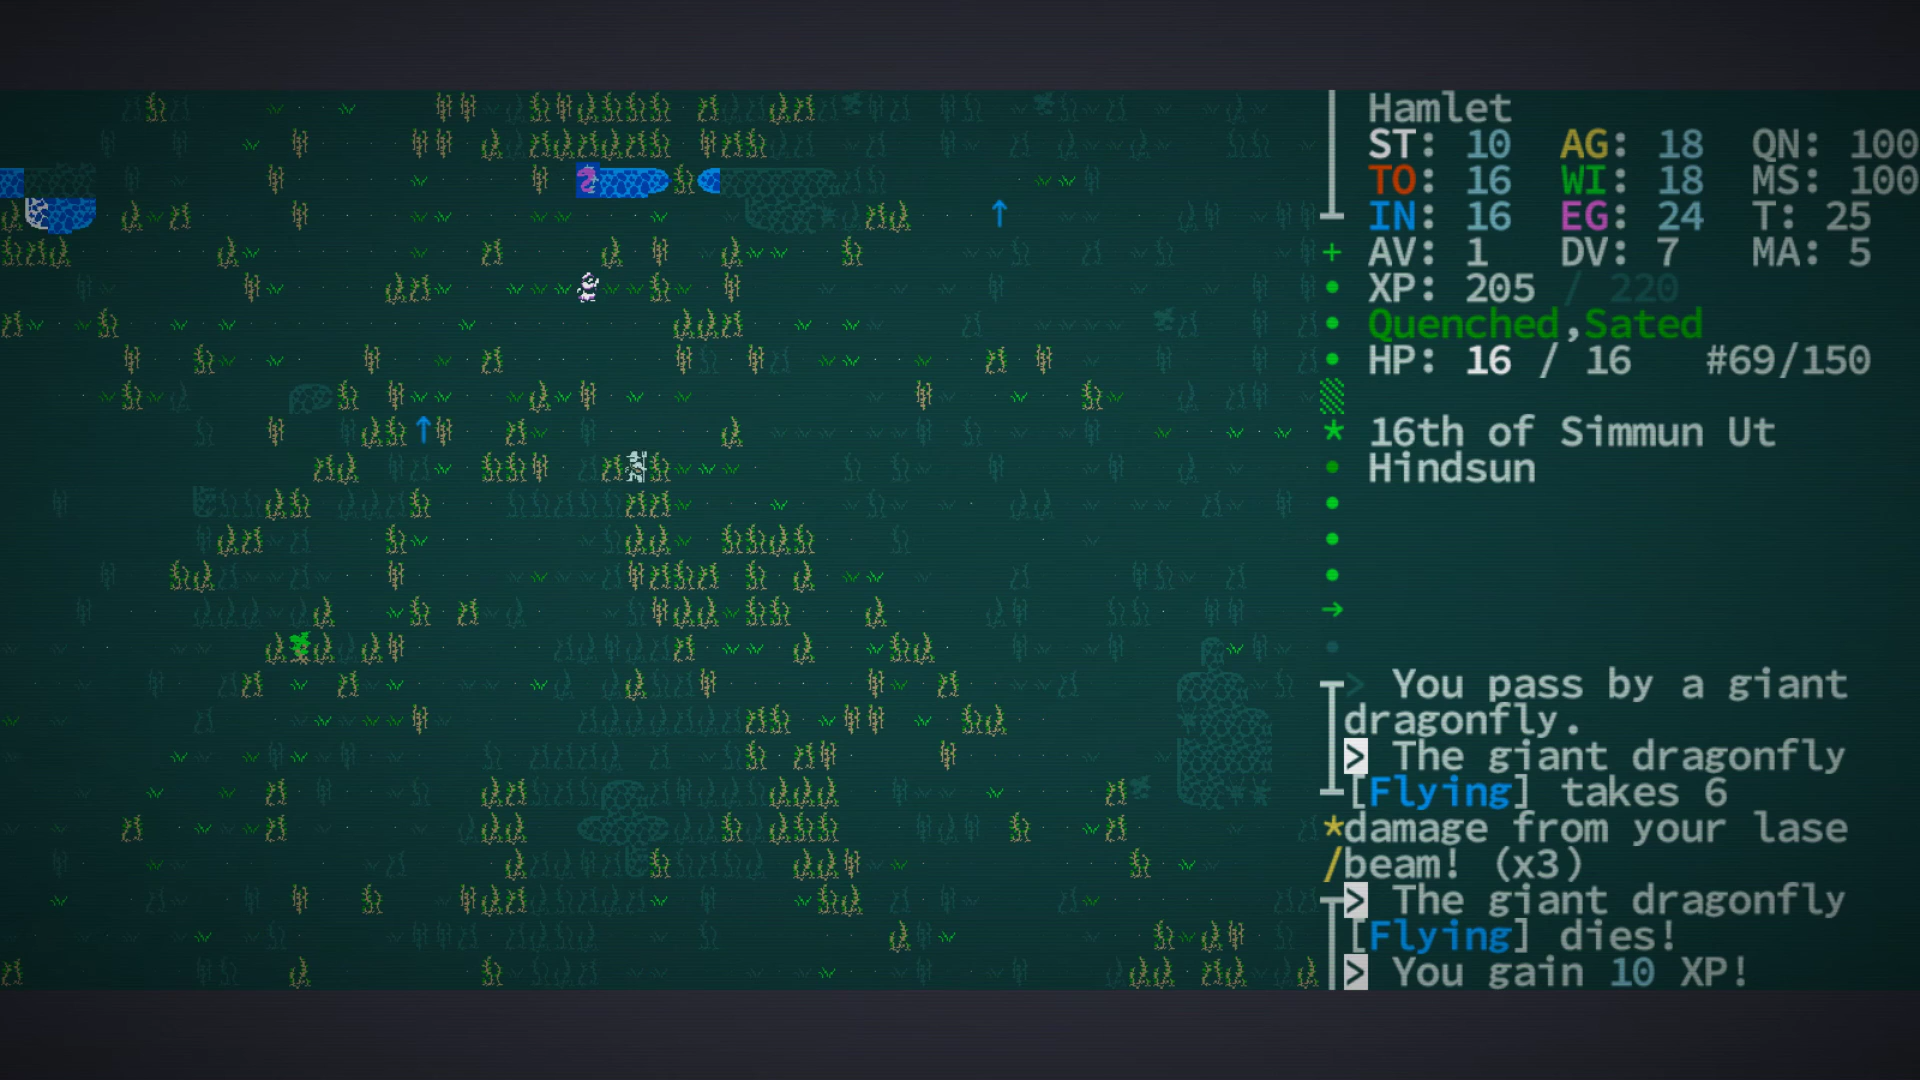 Hamlet
ST: 10 AG: 18 QN: 100
TO: 16 WI: 18 MS: 100
IN: 16 EG: 24 T: 25
AV: 1 DV: 7 MA: 5
XP: 205 / 220
Quenched, Sated
HP: 16 / 16 #69/150
16th of Simmun Ut
Hindsun
> You pass by a giant
dragonfly.
> The giant dragonfly
[Flying] takes 6
damage from your lase
beam! (x3)
> The giant dragonfly
[Flying] dies!
> You gain 10 XP!